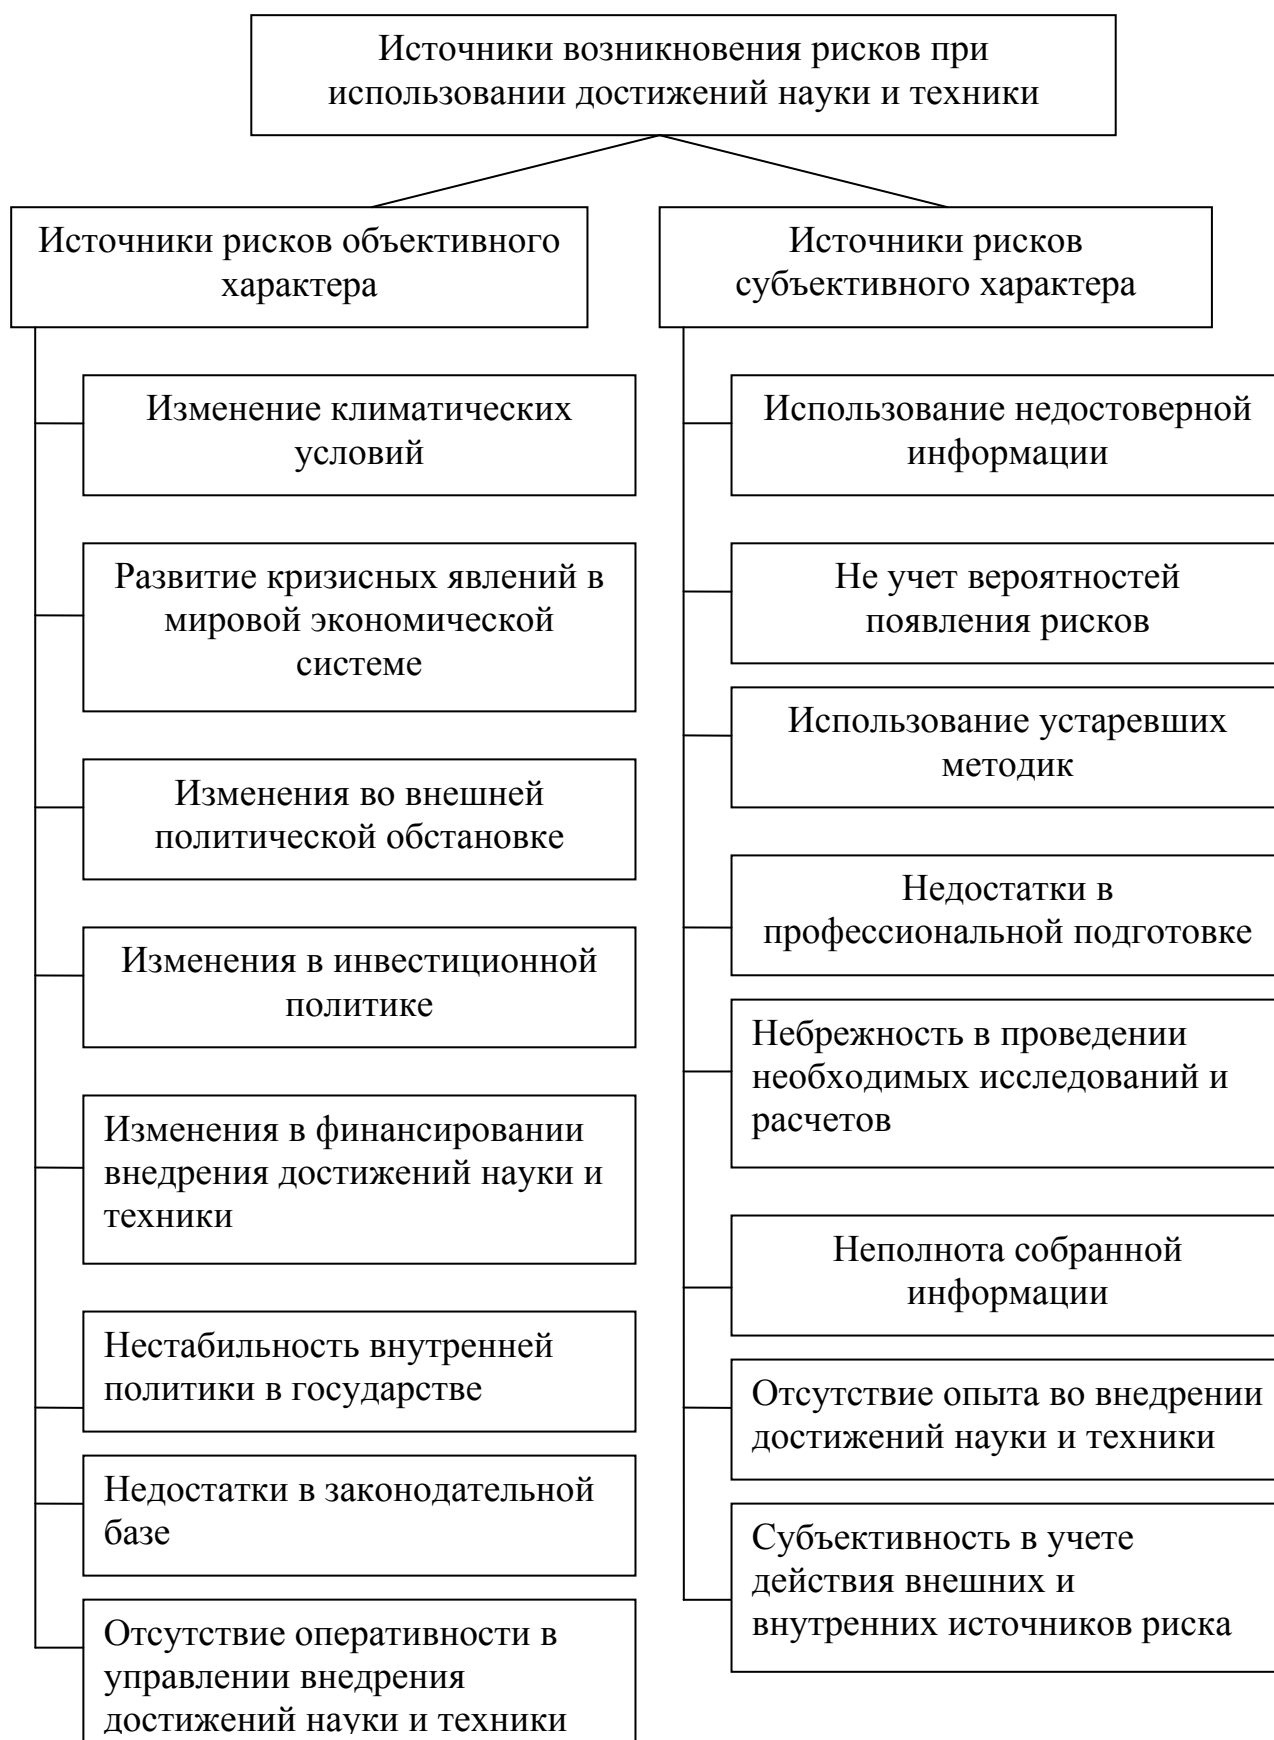 Источники возникновения рисков при
использовании достижений науки и техники
Источники рисков объективного
характера
Изменение климатических
условий
Развитие кризисных явлений в
мировой экономической
системе
Изменения во внешней
политической обстановке
Изменения в инвестиционной
политике
Изменения в финансировании
внедрения достижений науки и
техники
Нестабильность внутренней
политики в государстве
Недостатки в законодательной
базе
Отсутствие оперативности в
управлении внедрения
достижений науки и техники
Источники рисков
субъективного характера
Использование недостоверной
информации
Не учет вероятностей
появления рисков
Использование устаревших
методик
Недостатки в
профессиональной подготовке
Небрежность в проведении
необходимых исследований и
расчетов
Неполнота собранной
информации
Отсутствие опыта во внедрении
достижений науки и техники
Субъективность в учете
действия внешних и
внутренних источников риска